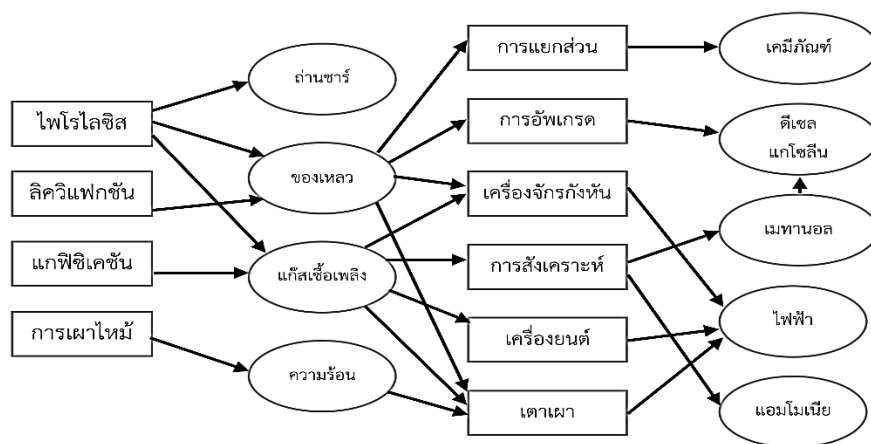 ไพโรไลซิส
ลิควิแฟกชัน
แกฟิซิเคชัน
การเผาไหม้
ถ่านชาร์
ของเหลว
แก๊สเชื้อเพลิง
ความร้อน
การแยกส่วน
การอัพเกรด
เครื่องจักรกังหัน
การสังเคราะห์
เครื่องยนต์
เตาเผา
เคมีภัณฑ์
ดีเซล
แกโซลีน
เมทานอล
ไฟฟ้า
แอมโมเนีย